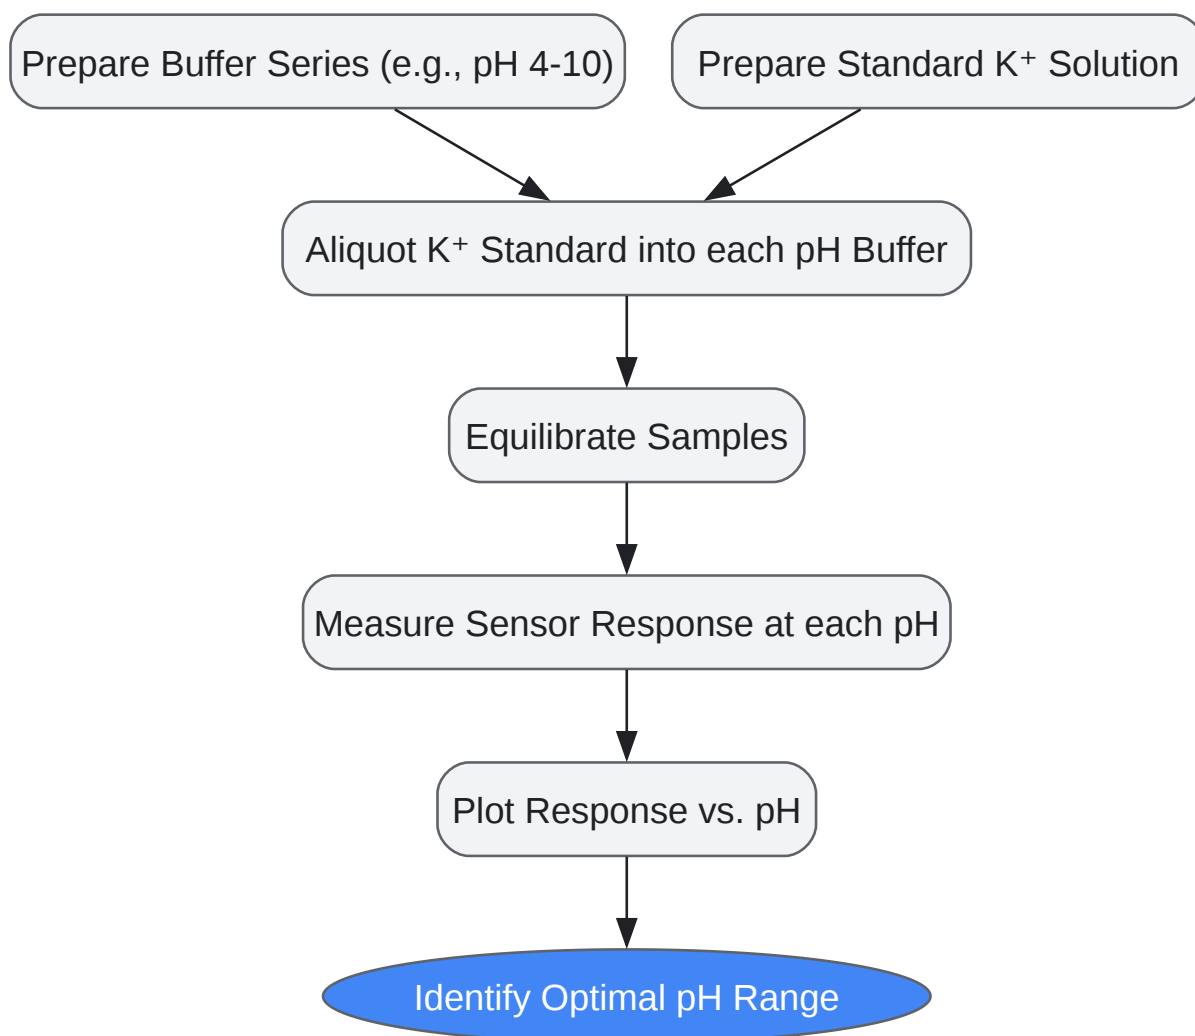 Prepare Buffer Series (e.g., pH 4-10)
Prepare Standard K⁺ Solution
Aliquot K⁺ Standard into each pH Buffer
Equilibrate Samples
Measure Sensor Response at each pH
Plot Response vs. pH
Identify Optimal pH Range